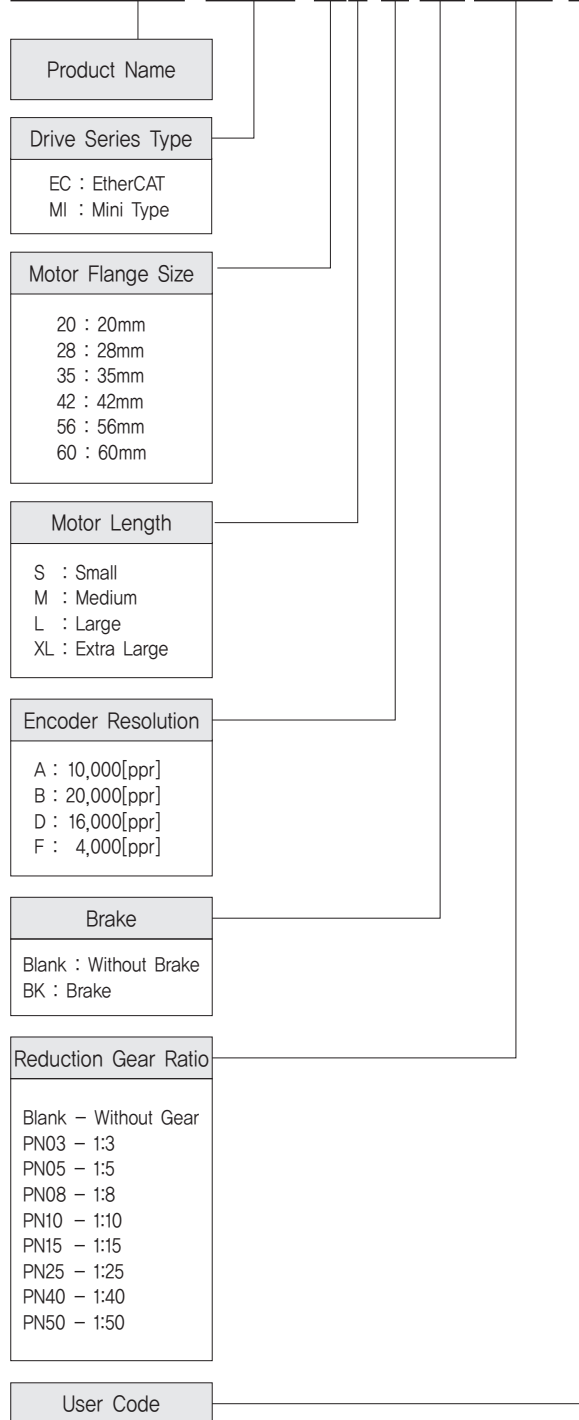 Product Name
Drive Series Type
EC : EtherCAT
MI : Mini Type
Motor Flange Size
20 : 20mm
28 : 28mm
35 : 35mm
42 : 42mm
56 : 56mm
60 : 60mm
Motor Length
S : Small
M : Medium
L : Large
XL : Extra Large
Encoder Resolution
A : 10,000[ppr]
B : 20,000[ppr]
D : 16,000[ppr]
F : 4,000[ppr]
Brake
Blank : Without Brake
BK : Brake
Reduction Gear Ratio
Blank – Without Gear
PN03 – 1:3
PN05 – 1:5
PN08 – 1:8
PN10 – 1:10
PN15 – 1:15
PN25 – 1:25
PN40 – 1:40
PN50 – 1:50
User Code